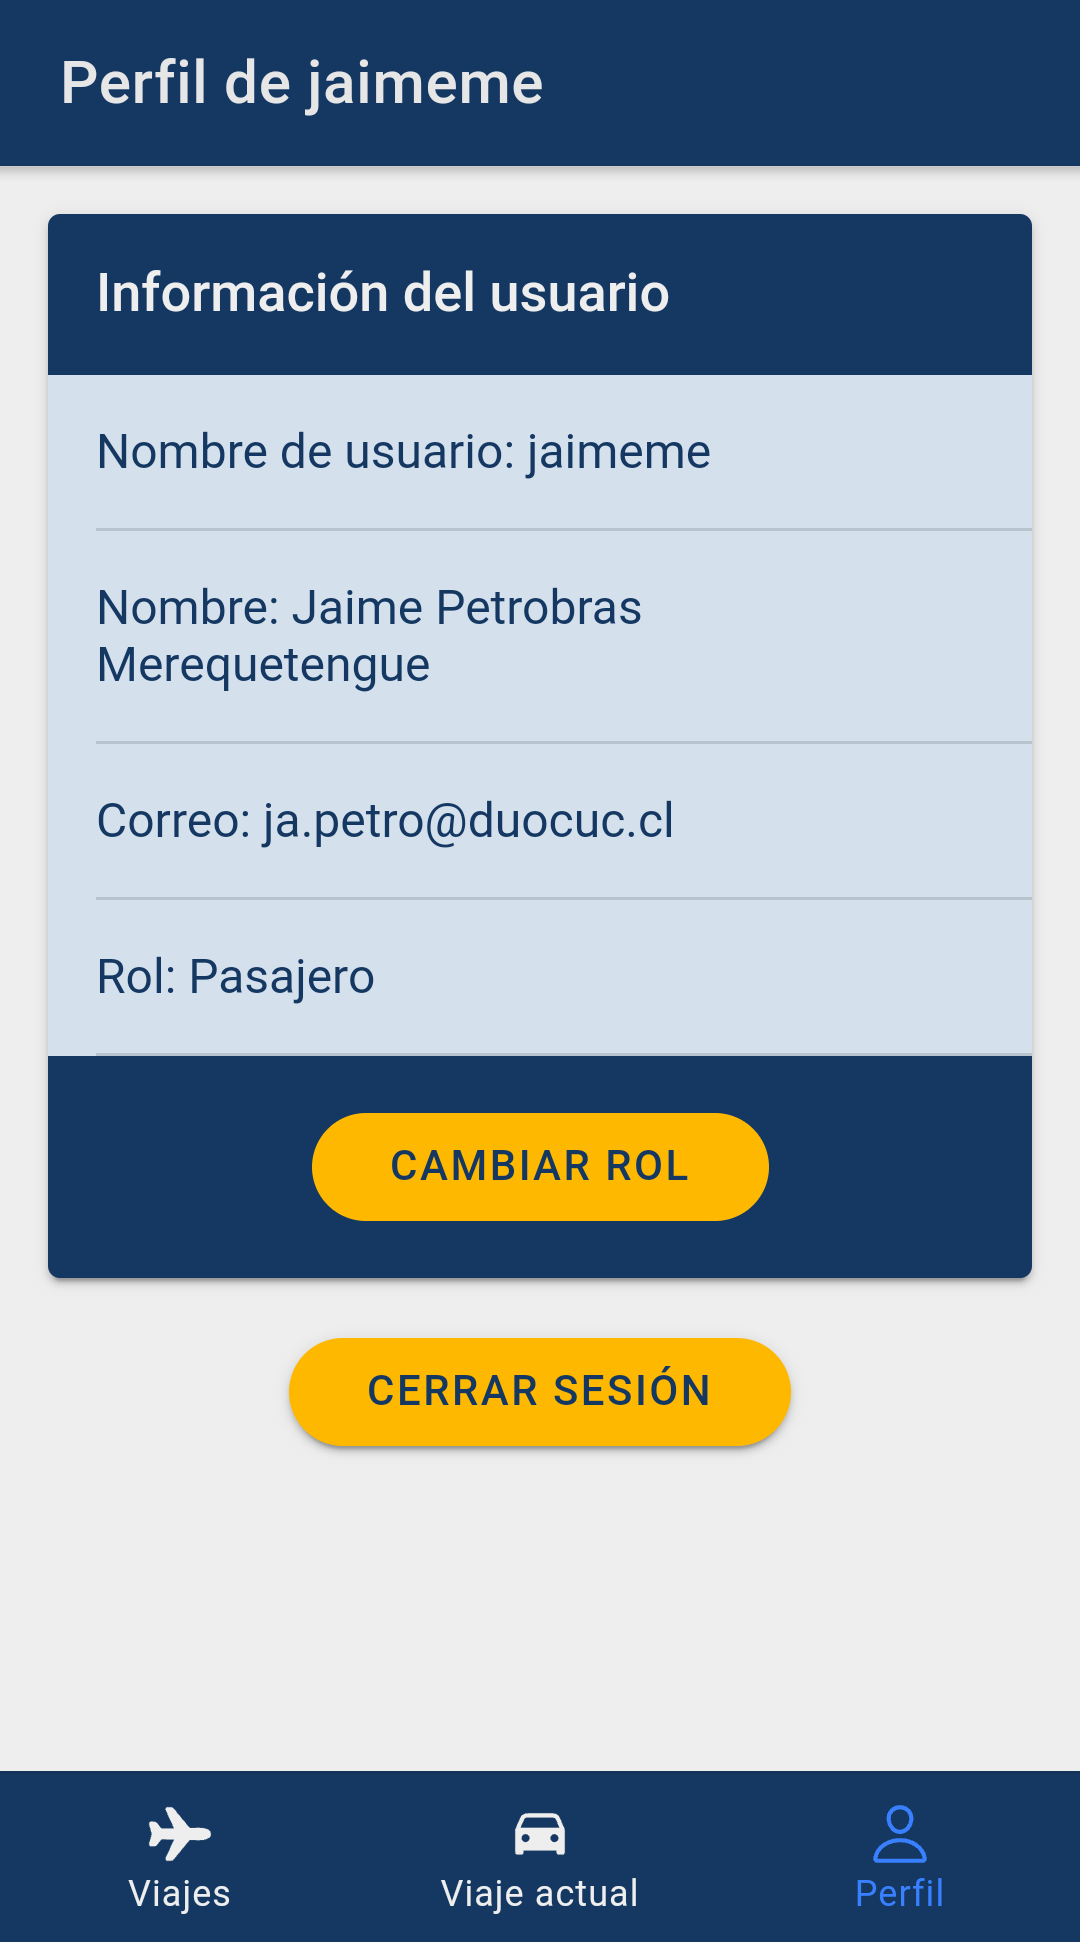 Perfil de jaimeme
Información del usuario
Nombre de usuario: jaimeme
Nombre: Jaime Petrobras
Merequetengue
Correo: ja.petro@duocuc.cl
Rol: Pasajero
CAMBIAR ROL
CERRAR SESIÓN
Viajes
Viaje actual
Perfil